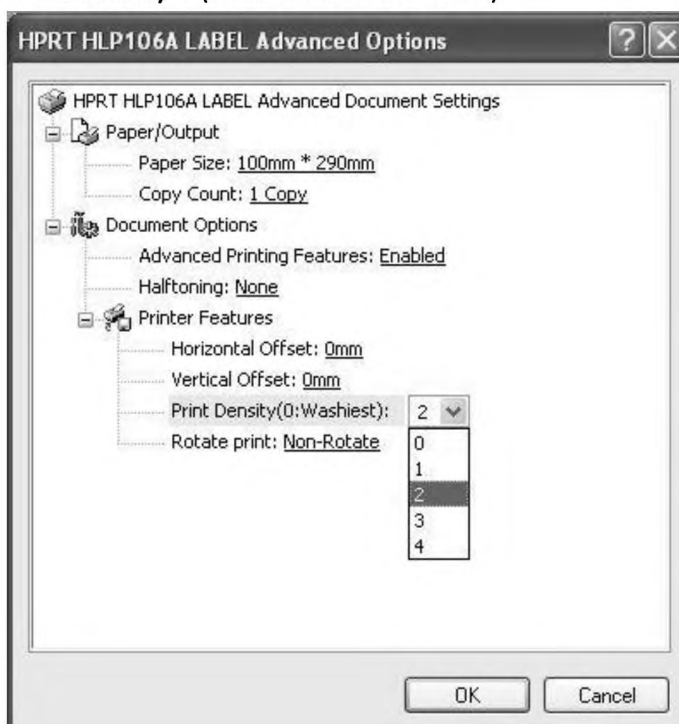 HPRT HLP106A LABEL Advanced Options
HPRT HLP106A LABEL Advanced Document Settings
Paper/Output
Paper Size: 100mm * 290mm
Copy Count: 1 Copy
Document Options
Advanced Printing Features: Enabled
Halftoning: None
Printer Features
Horizontal Offset: 0mm
Vertical Offset: 0mm
Print Density(0:Washiest): 2
Rotate print: Non-Rotate
0
1
2
3
4
OK Cancel